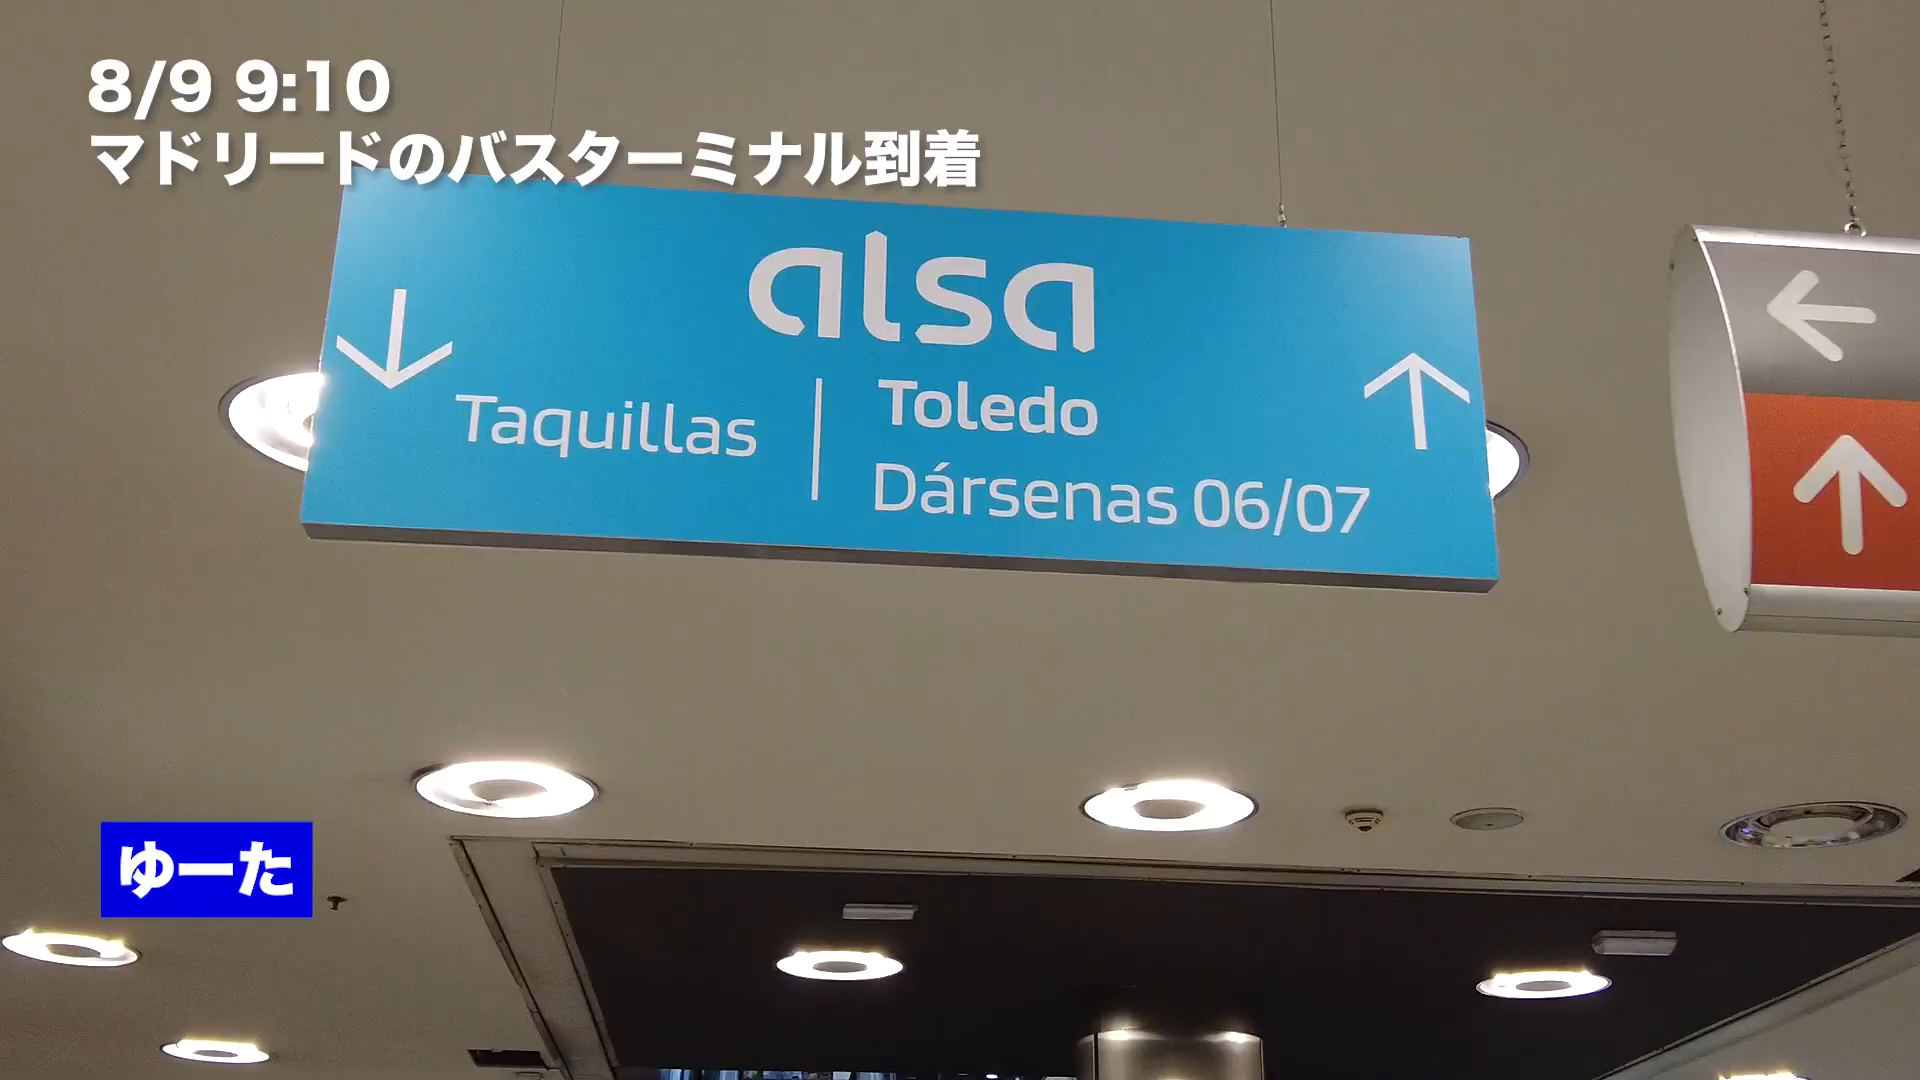 8/9 9:10
マドリードのバスターミナル到着
alsa
Taquillas
Toledo
Dársenas 06/07
ゆーた